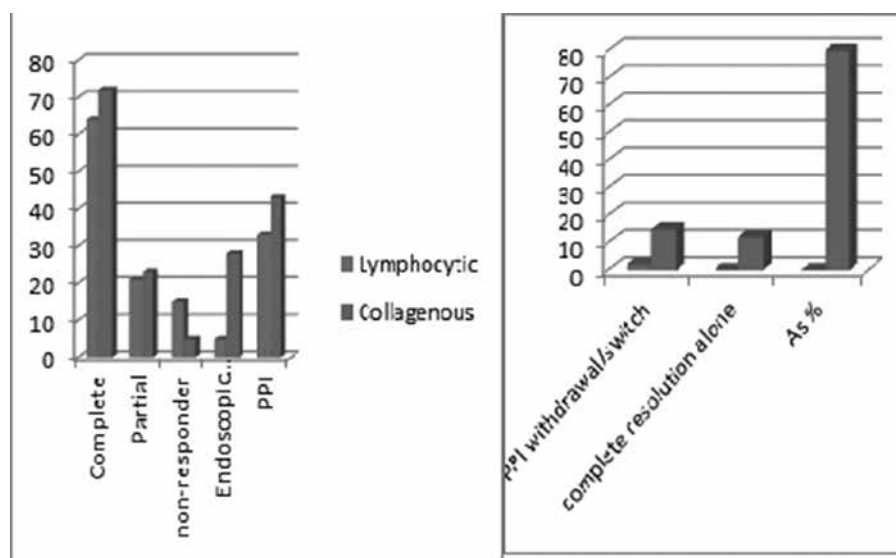 80
70
60
50
40
30
20
10
0
Complete
Partial
non-responder
Endoscopic...
PPI
Lymphocytic
Collagenous
80
70
60
50
40
30
20
10
0
PPI withdrawal/switch
complete resolution alone
As %